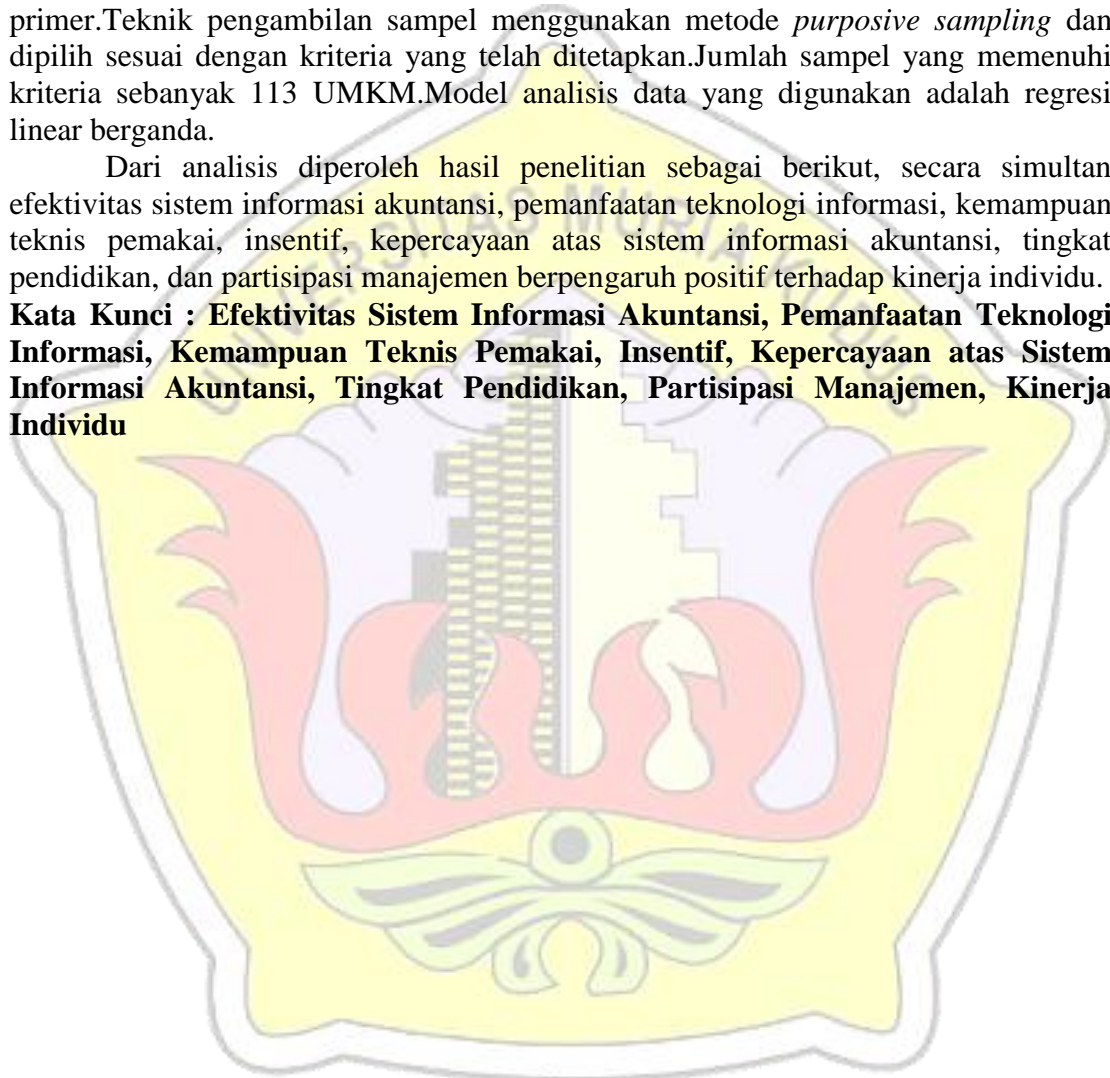 primer.Teknik pengambilan sampel menggunakan metode purposive sampling dan
dipilih sesuai dengan kriteria yang telah ditetapkan.Jumlah sampel yang memenuhi
kriteria sebanyak 113 UMKM.Model analisis data yang digunakan adalah regresi
linear berganda.
Dari analisis diperoleh hasil penelitian sebagai berikut, secara simultan
efektivitas sistem informasi akuntansi, pemanfaatan teknologi informasi, kemampuan
teknis pemakai, insentif, kepercayaan atas sistem informasi akuntansi, tingkat
pendidikan, dan partisipasi manajemen berpengaruh positif terhadap kinerja individu.
Kata Kunci : Efektivitas Sistem Informasi Akuntansi, Pemanfaatan Teknologi
Informasi, Kemampuan Teknis Pemakai, Insentif, Kepercayaan atas Sistem
Informasi Akuntansi, Tingkat Pendidikan, Partisipasi Manajemen, Kinerja
Individu
UNIVERSITAS MURIA KUDUS